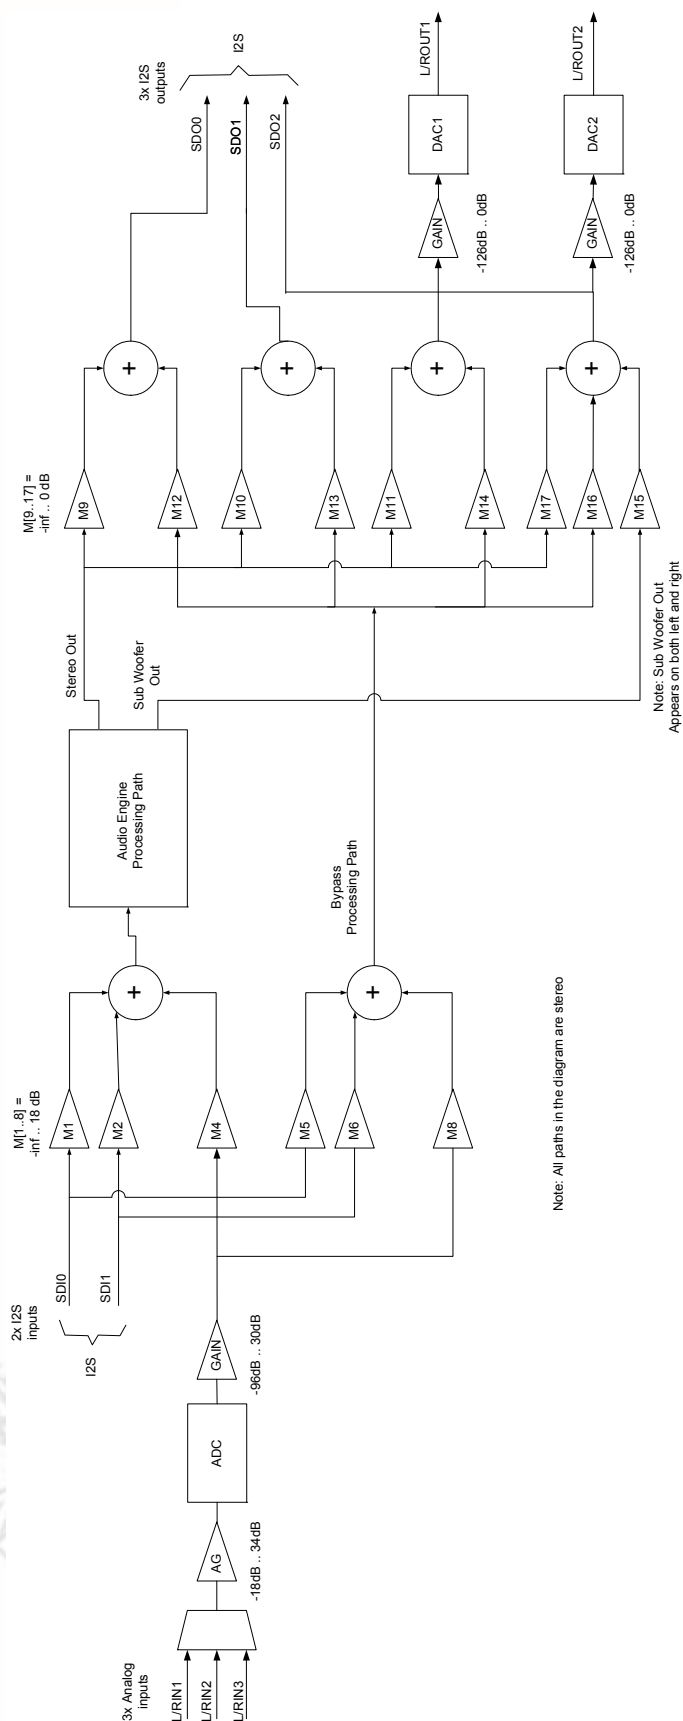 3x I2S
outputs
I2S
SDO0
SDO1
SDO2
L/ROUT1
L/ROUT2
DAC1
DAC2
GAIN
-126dB .. 0dB
GAIN
-126dB .. 0dB
+
+
+
+
M[9..17] =
-inf .. 0 dB
M9
M12
M10
M13
M11
M14
M17
M16
M15
Stereo Out
Sub Woofer
Out
Note: Sub Woofer Out
Appears on both left and right
Audio Engine
Processing Path
Bypass
Processing Path
+
+
M[1..8] =
-inf .. 18 dB
M1
M2
M4
M5
M6
M8
Note: All paths in the diagram are stereo
2x I2S
inputs
I2S
SDI0
SDI1
GAIN
-96dB .. 30dB
ADC
AG
-18dB .. 34dB
3x Analog
inputs
L/RIN1
L/RIN2
L/RIN3